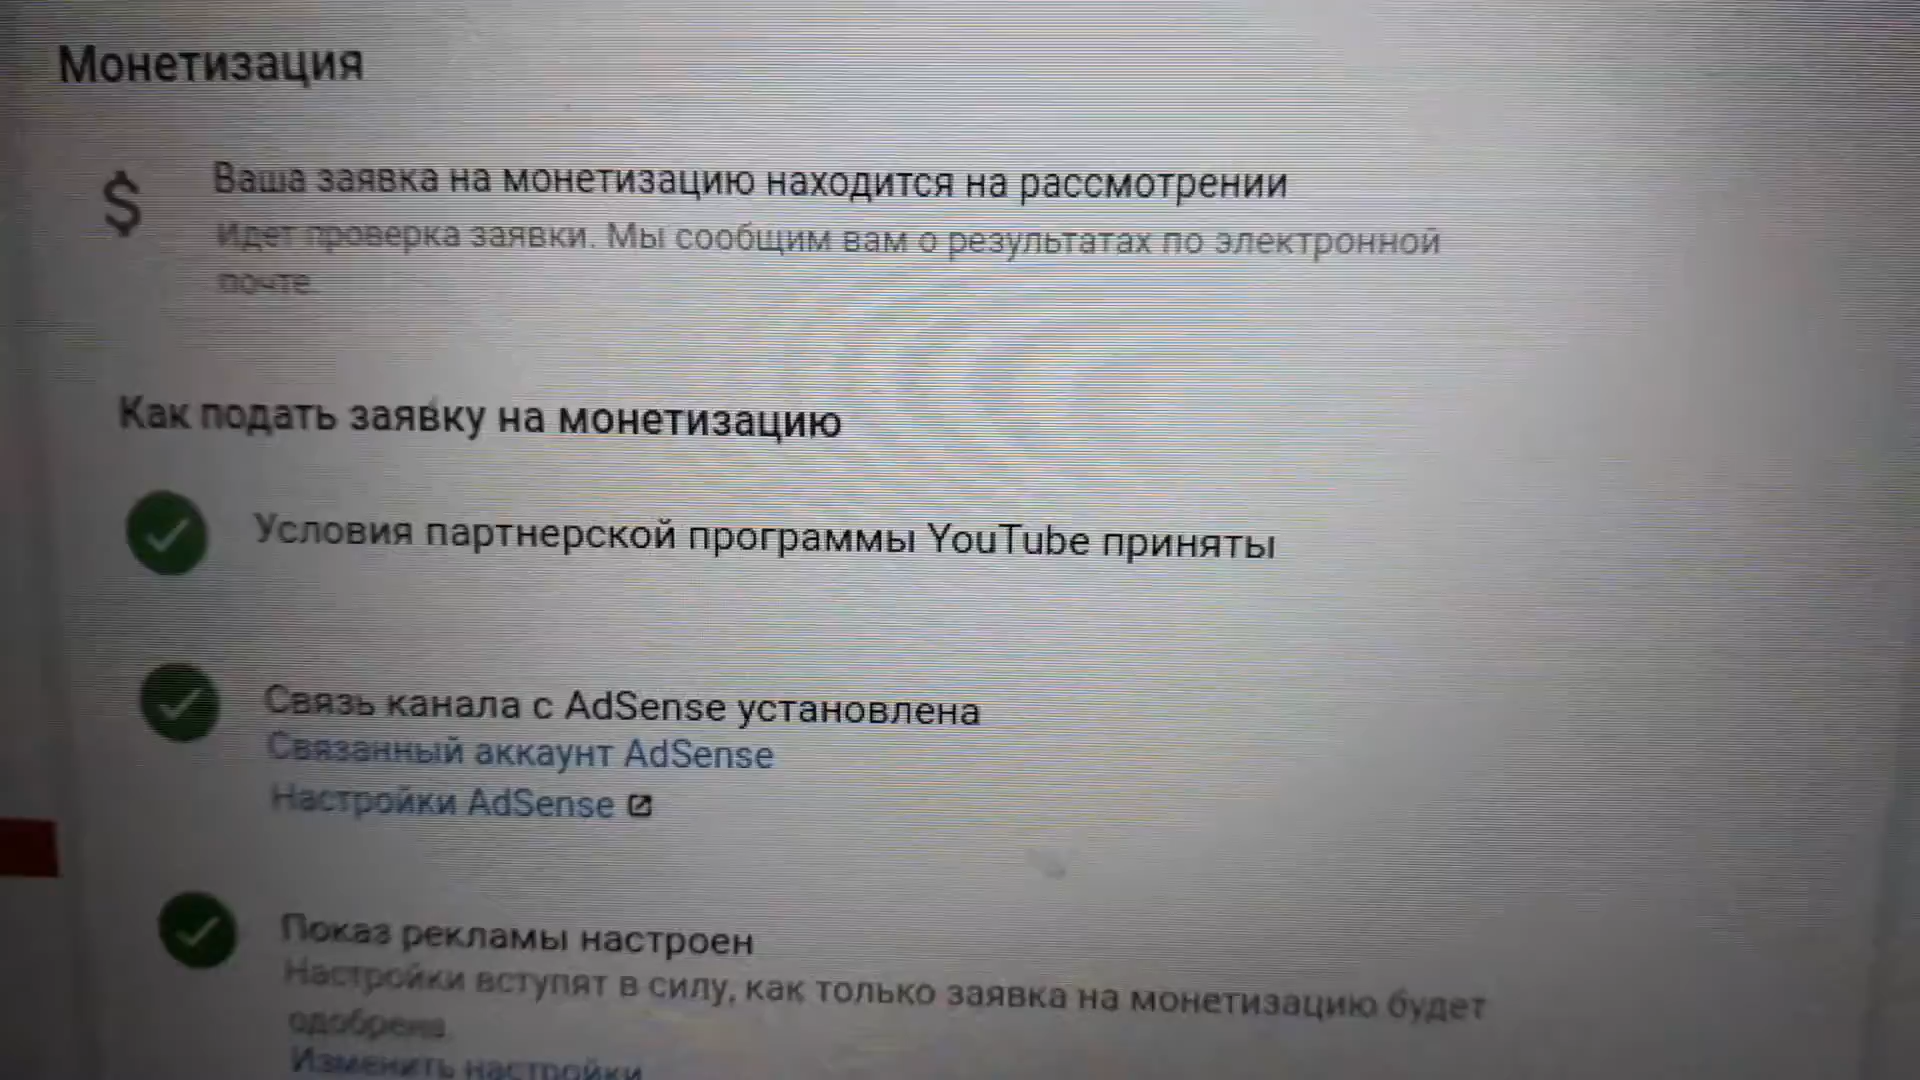 Монетизация
Ваша заявка на монетизацию находится на рассмотрении
Идет проверка заявки. Мы сообщим вам о результатах по электронной
почте.
Как подать заявку на монетизацию
Условия партнерской программы YouTube приняты
Связь канала с AdSense установлена
Связанный аккаунт AdSense
Настройки AdSense
Показ рекламы настроен
Настройки вступят в силу, как только заявка на монетизацию будет
одобрена.
Изменить настройки